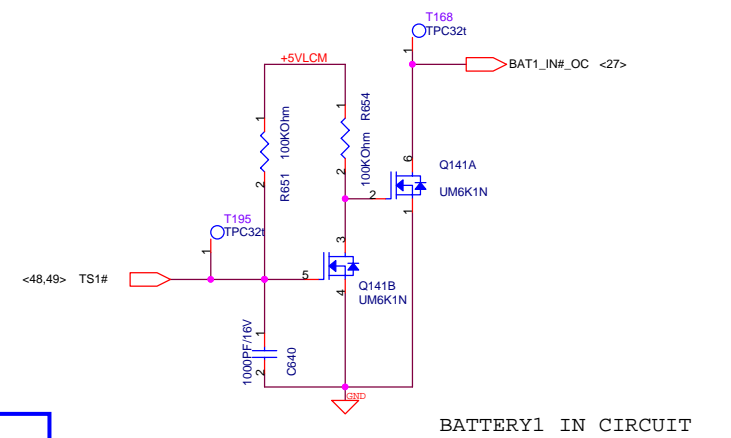 T168
TPC32t
1
BAT1_IN#_OC <27>
+5VLCM
1
100KOhm
R651
2
1
R654
100KOhm
2
6
Q141A
UM6K1N
2
1
T195
TPC32t
1
<48,49> TS1#
3
5
Q141B
UM6K1N
4
1
1000PF/16V
C640
2
GND
BATTERY1 IN CIRCUIT